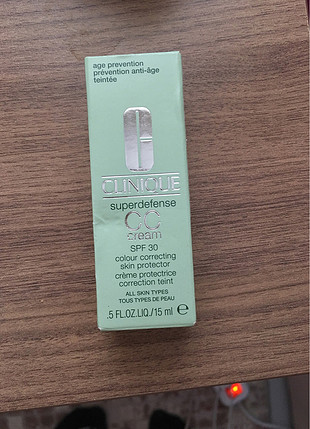 age prevention
prévention anti-âge
teintée
CLINIQUE
superdefense
CC
cream
SPF 30
colour correcting
skin protector
crème protectrice
correction teint
ALL SKIN TYPES
TOUS TYPES DE PEAU
.5 FL.OZ.LIQ./15 ml ℮